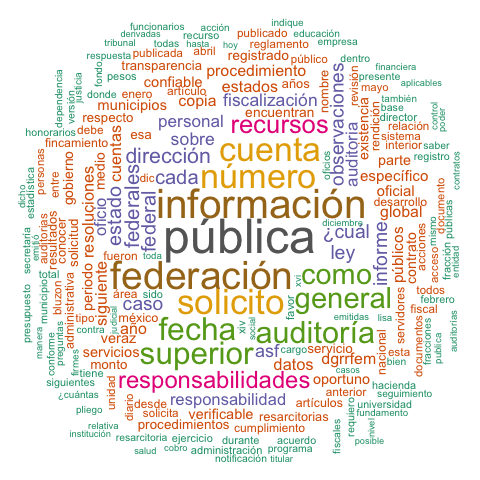 indique
funcionarios acción
derivadas recurso publicado educación
tribunal todas hasta hoy reglamento empresa
respuesta publicada abril registrado público dentro
fondo pesos transparencia procedimiento nombre financiera
dependencia justicia enero artículo confiable estados años revisión presente aplicables
versión donde municipios copia fiscalización observaciones mayo también control
honorarios debe respecto esa personal encuentran auditoría existencia rendición base director poder
fincamiento cuentas sobre recursos relación sistema
estadística personas entre gobierno medio dirección cuenta parte interior saber
dicho auditorías resoluciones oficio cada número específico registro contratos
resultados conocer solicitud estado federales federal dic oficios oficial desarrollo
emitió información ¿cuál global documento
secretaría bluzon administrativa periodo pública diciembre ley informe públicos contrato acciones acceso mismo públicas
presupuesto municipio total siguiente fueron toda federación como fracción entidad
manera conforme tipo área sido caso solicito xvi general servidores todos febrero
preguntas contra méxico judicial fecha xiv favor social emitidas lisa fiscal fracciones auditorias
firmes año veraz superior auditoría nacional documentos publica
tiene servicios asf cargo servicio esta bien
siguientes monto responsabilidades datos dgrrfem casos hacienda
¿cuántas unidad responsabilidad oportuno anterior seguimiento
pliego diario desde solicita verificable resarcitorias artículos requiero universidad fundamento
relativa procedimientos cumplimiento nivel
institución resarcitoria ejercicio durante acuerdo fiscales posible
salud cobro administración programa
notificación titular